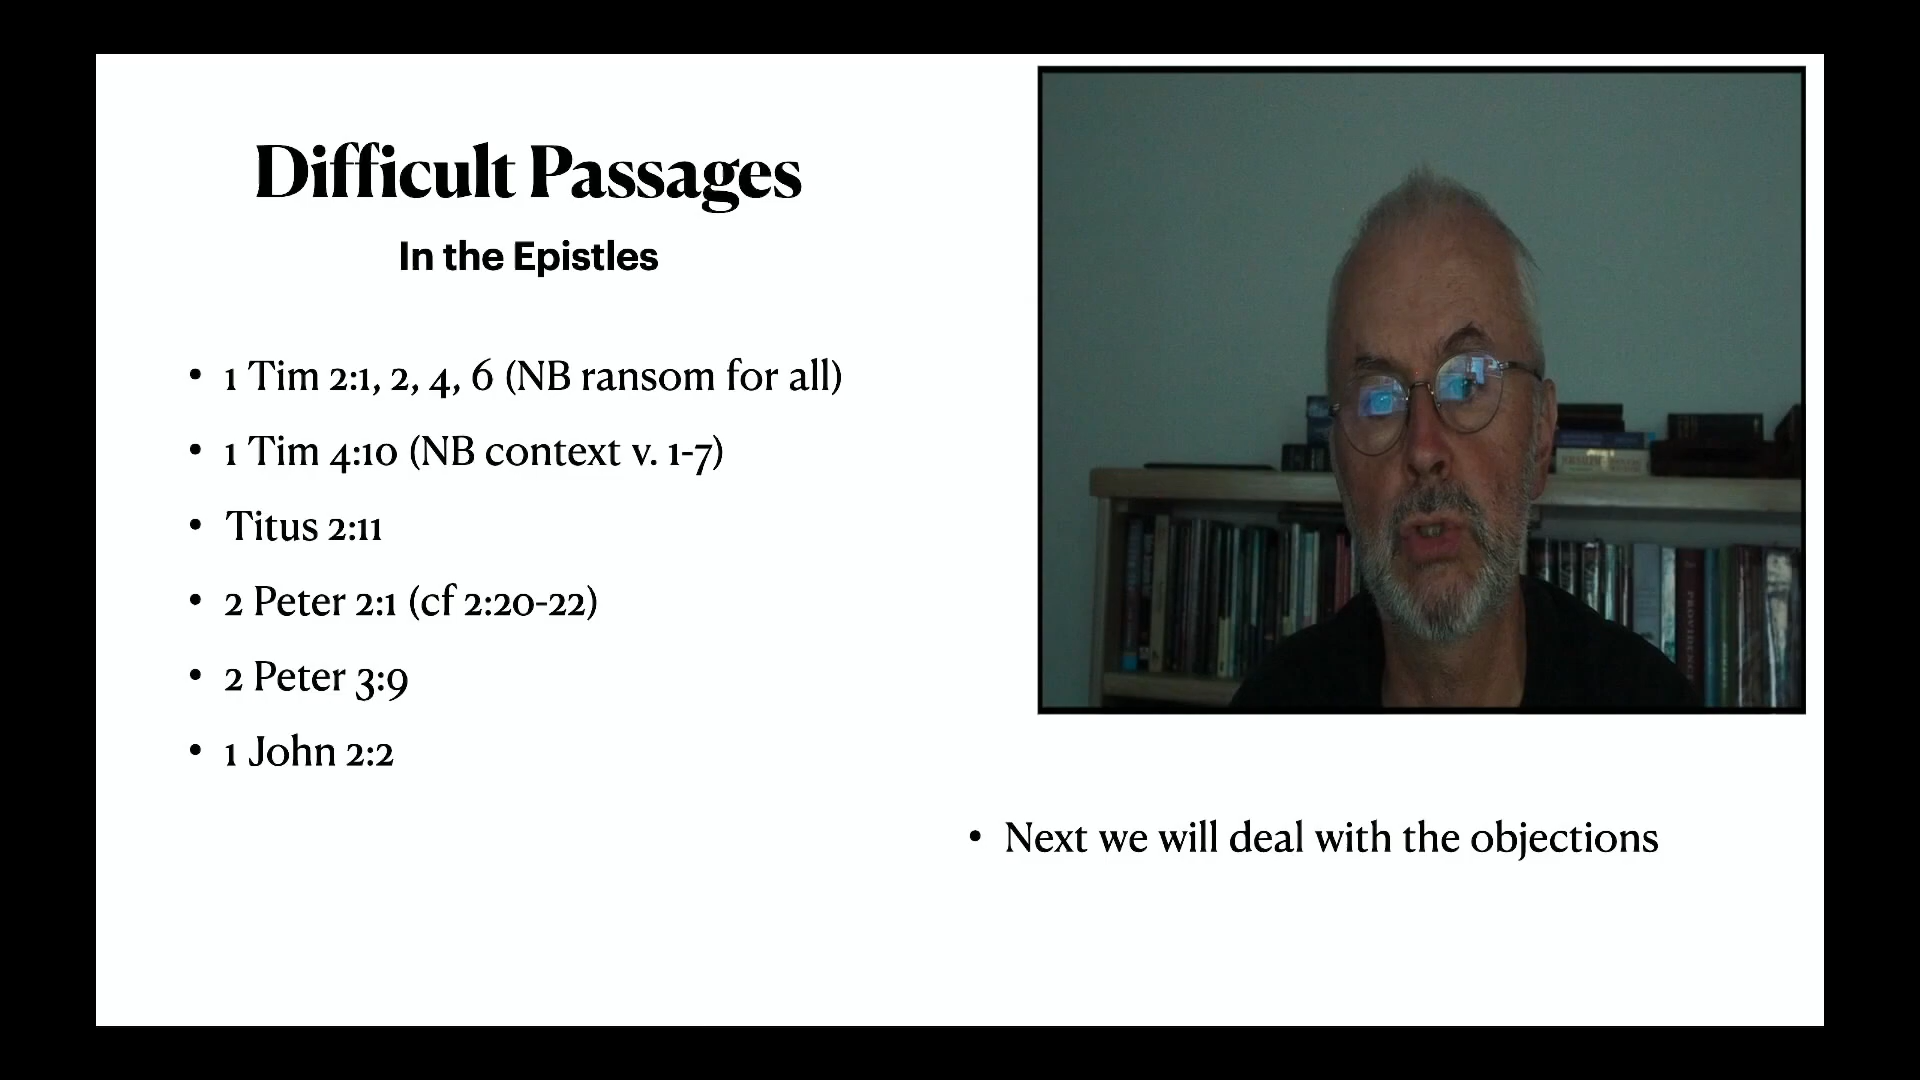 Difficult Passages
In the Epistles
• 1 Tim 2:1, 2, 4, 6 (NB ransom for all)
• 1 Tim 4:10 (NB context v. 1-7)
• Titus 2:11
• 2 Peter 2:1 (cf 2:20-22)
• 2 Peter 3:9
• 1 John 2:2
• Next we will deal with the objections